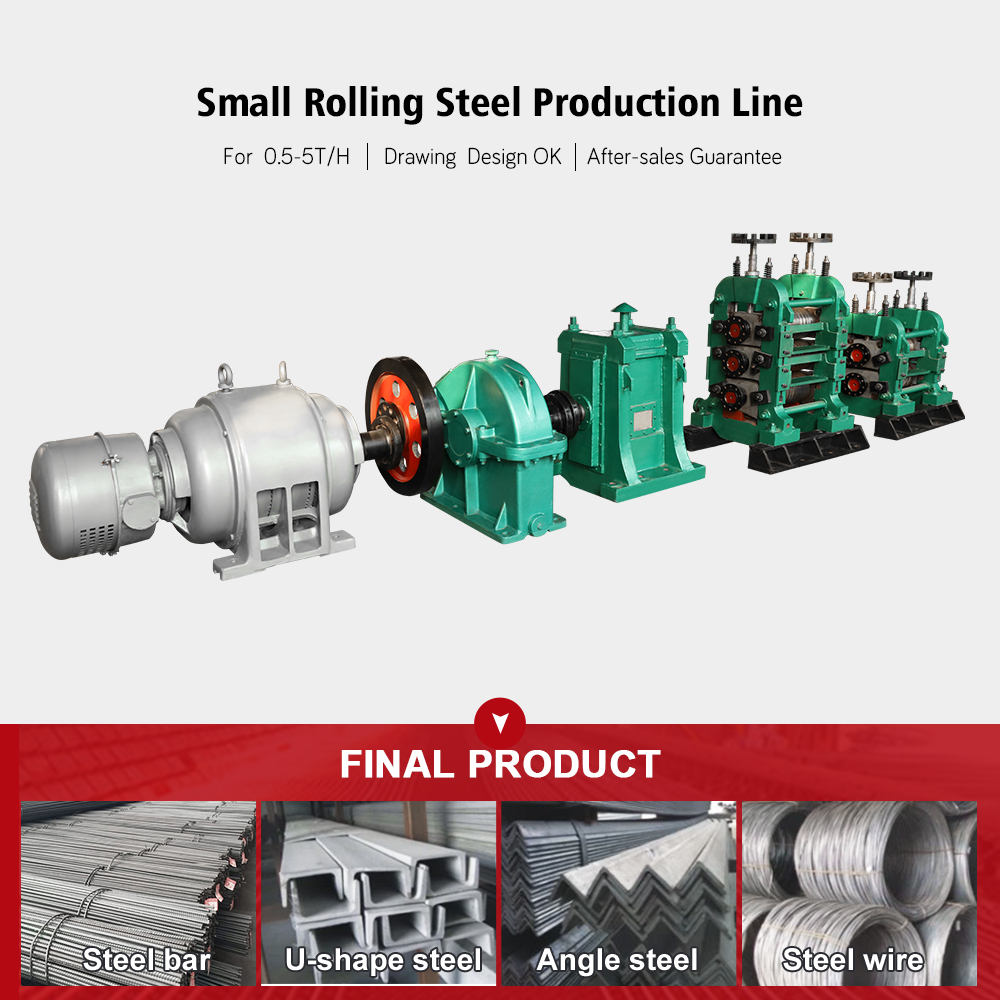 Small Rolling Steel Production Line
For 0.5-5T/H | Drawing Design OK | After-sales Guarantee
FINAL PRODUCT
Steel bar
U-shape steel
Angle steel
Steel wire